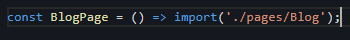 const BlogPage = () => import('./pages/Blog');